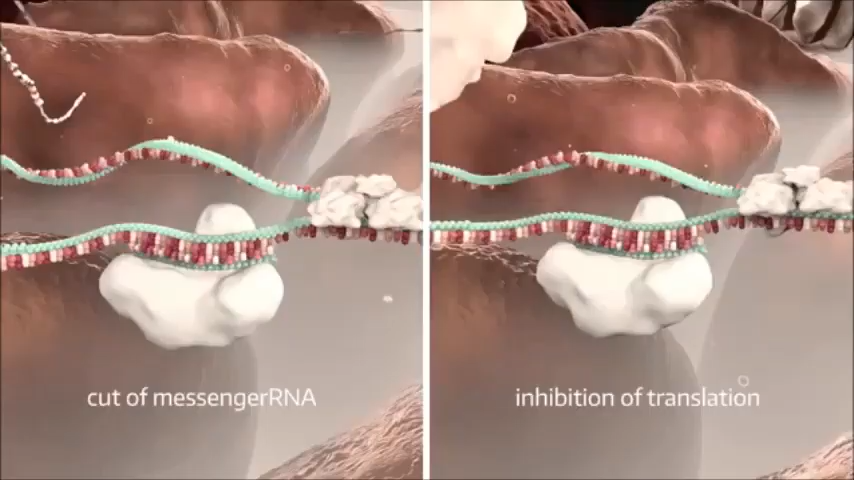 cut of messengerRNA
inhibition of translation